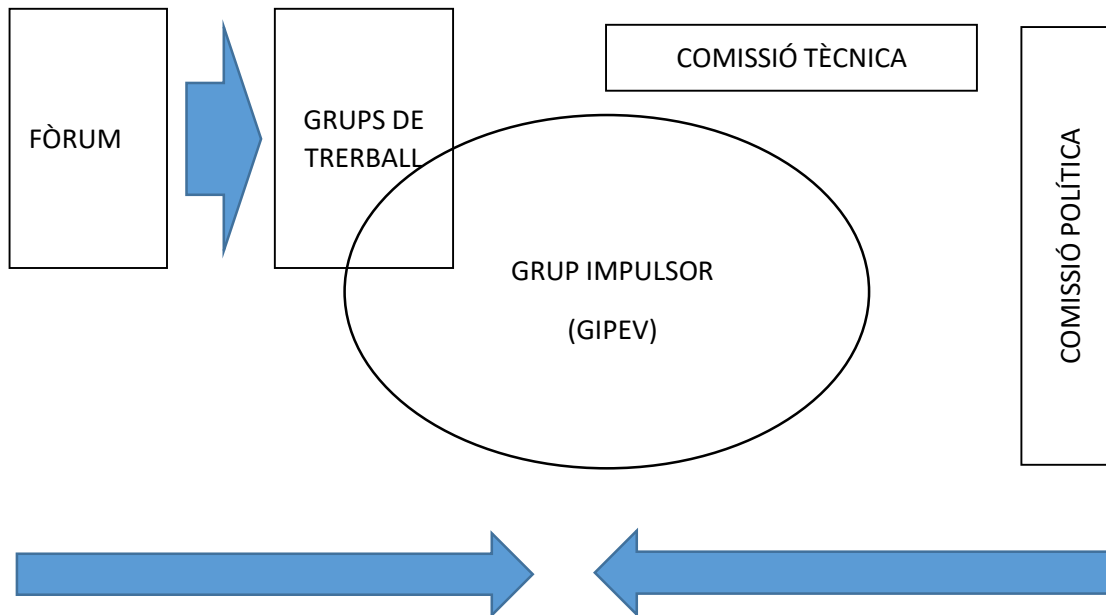 FÒRUM
GRUPS DE
TRERBALL
COMISSIÓ TÈCNICA
GRUP IMPULSOR
(GIPEV)
COMISSIÓ POLÍTICA